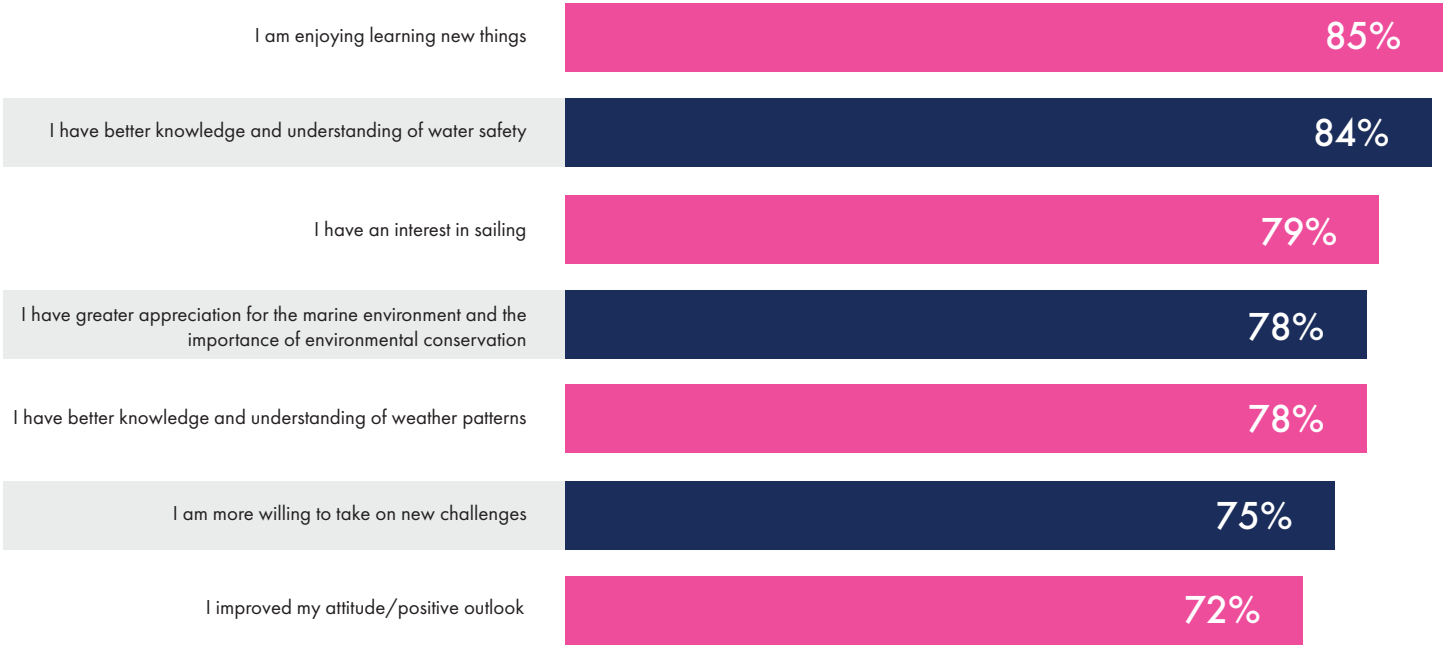 I am enjoying learning new things
85%
I have better knowledge and understanding of water safety
84%
I have an interest in sailing
79%
I have greater appreciation for the marine environment and the
importance of environmental conservation
78%
I have better knowledge and understanding of weather patterns
78%
I am more willing to take on new challenges
75%
I improved my attitude/positive outlook
72%